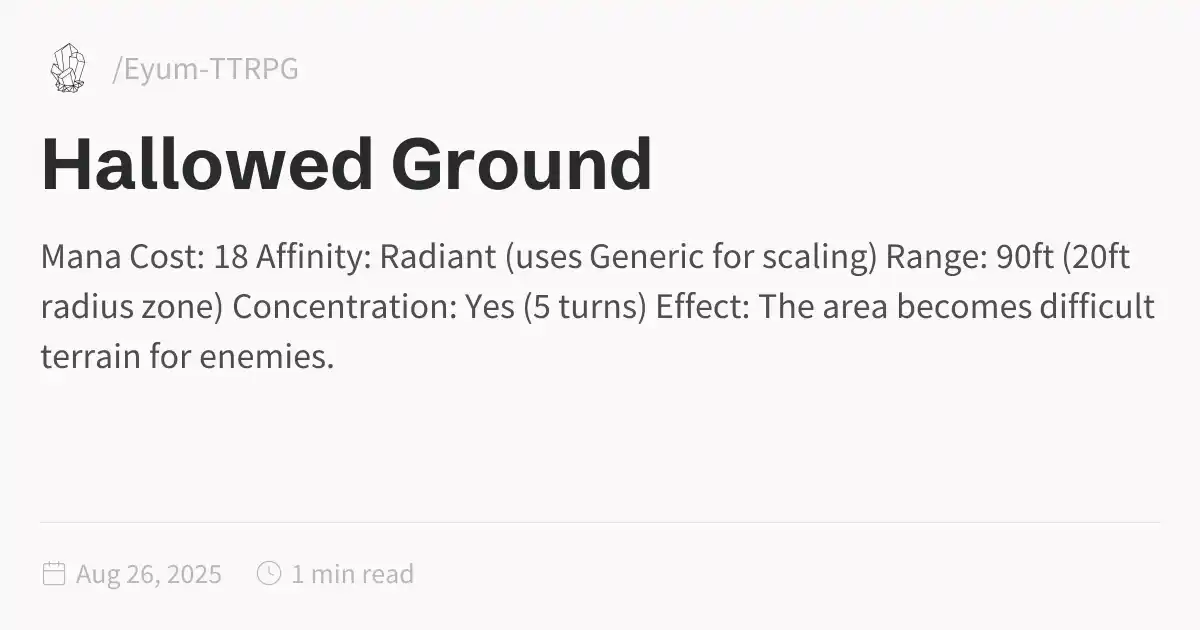 /Eyum-TTRPG
Hallowed Ground
Mana Cost: 18 Affinity: Radiant (uses Generic for scaling) Range: 90ft (20ft
radius zone) Concentration: Yes (5 turns) Effect: The area becomes difficult
terrain for enemies.
Aug 26, 2025 1 min read